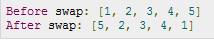 Before swap: [1, 2, 3, 4, 5]
After swap: [5, 2, 3, 4, 1]